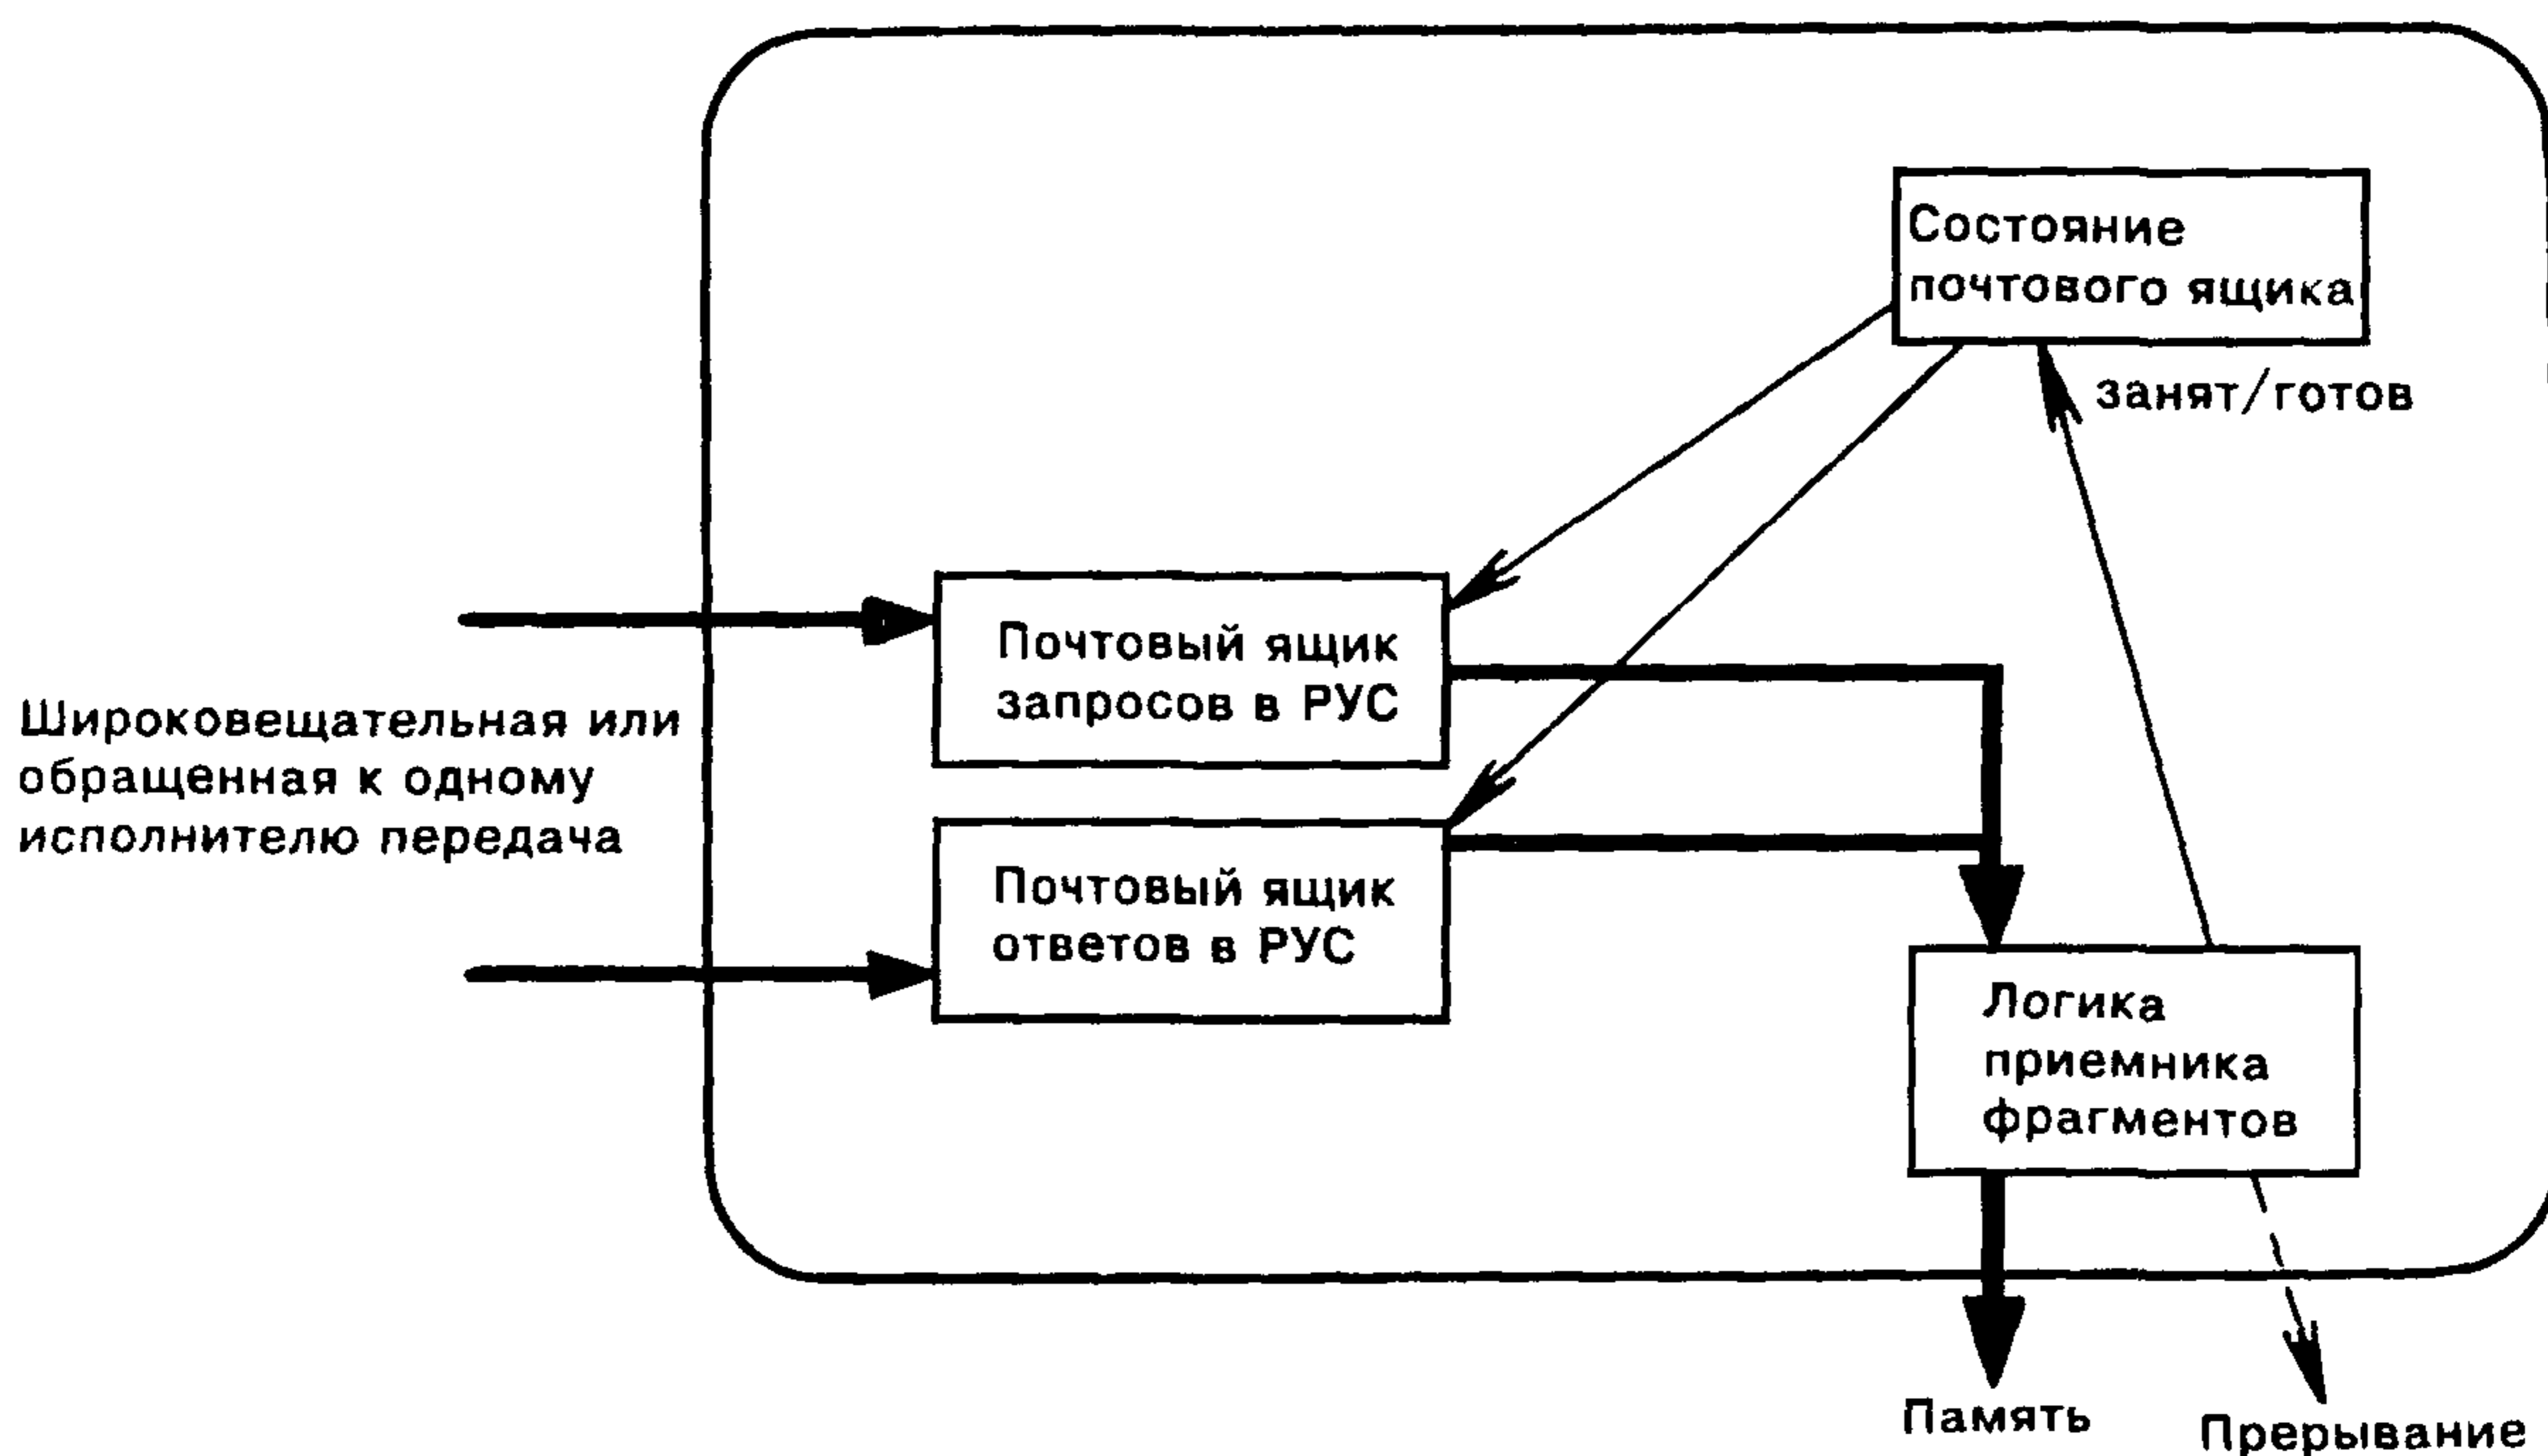 Состояние
почтового ящика
занят/готов
Почтовый ящик
запросов в РУС
Широковещательная или
обращенная к одному
исполнителю передача
Почтовый ящик
ответов в РУС
Логика
приемника
фрагментов
Память
Прерывание